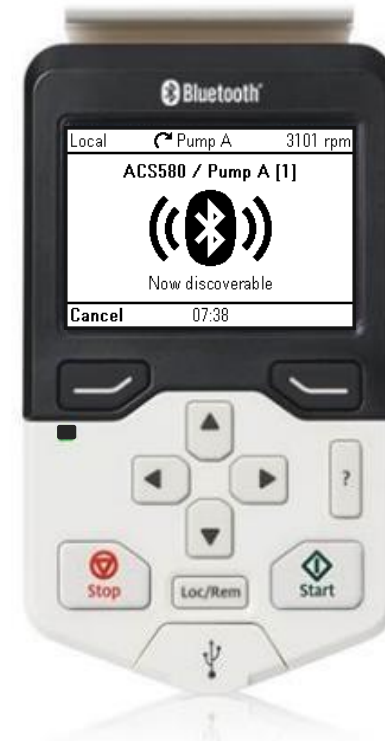 Bluetooth®
Local Pump A 3101 rpm
ACS580 / Pump A [1]
Now discoverable
Cancel 07:38
?
Stop
Loc/Rem
Start